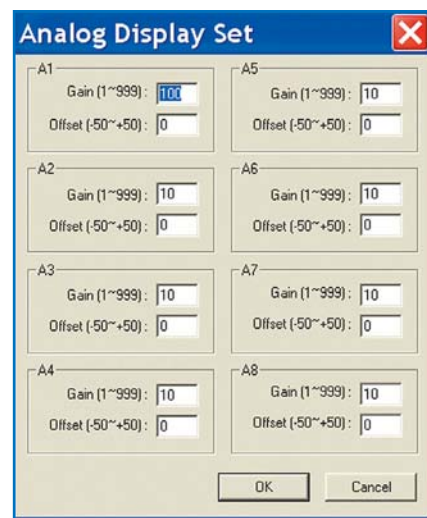 Analog Display Set
A1
Gain (1~999): 100
Offset (-50~+50): 0
A2
Gain (1~999): 10
Offset (-50~+50): 0
A3
Gain (1~999): 10
Offset (-50~+50): 0
A4
Gain (1~999): 10
Offset (-50~+50): 0
A5
Gain (1~999): 10
Offset (-50~+50): 0
A6
Gain (1~999): 10
Offset (-50~+50): 0
A7
Gain (1~999): 10
Offset (-50~+50): 0
A8
Gain (1~999): 10
Offset (-50~+50): 0
OK
Cancel